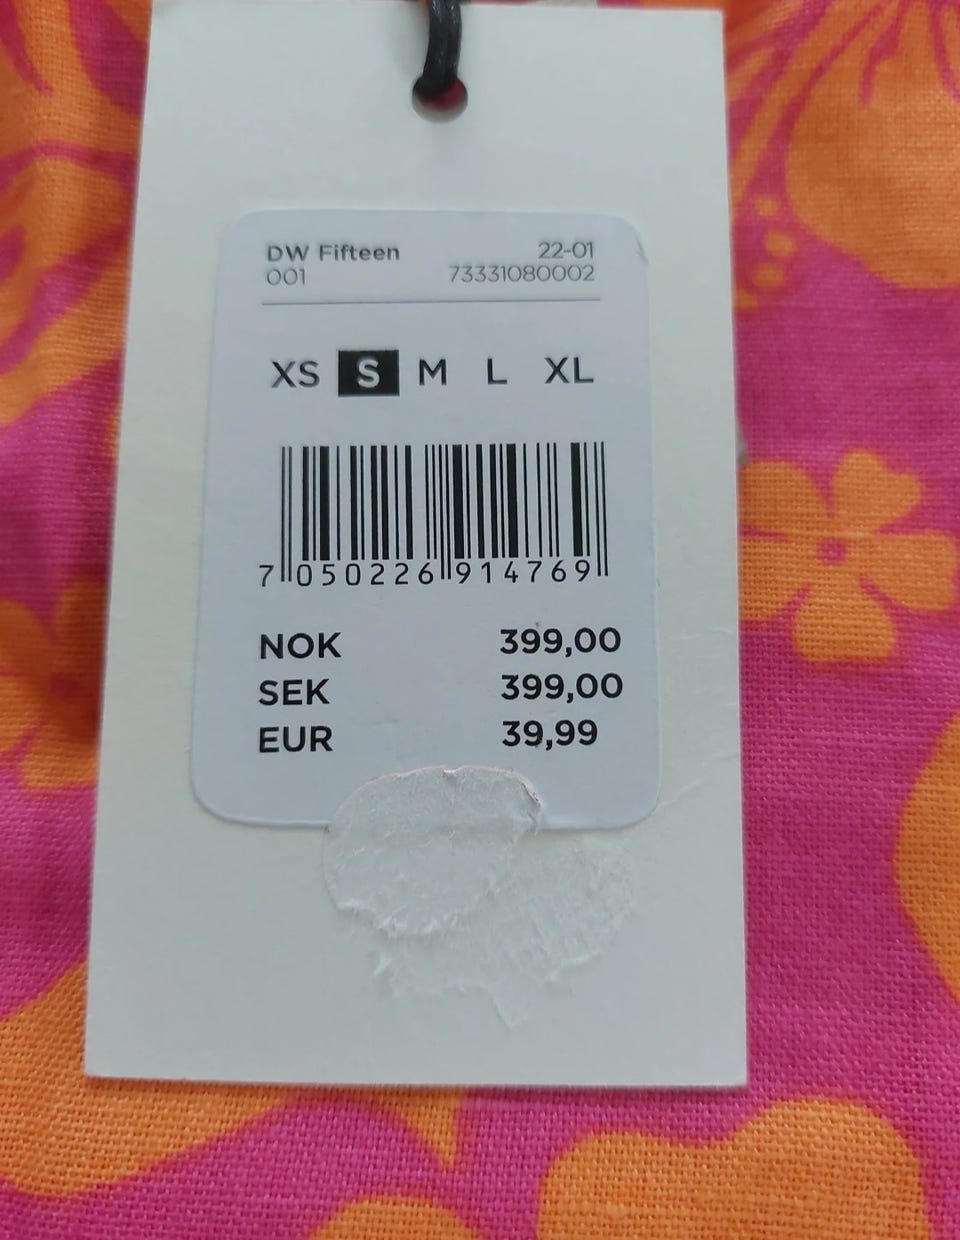 DW Fifteen 22-01
001 73331080002
XS S M L XL
7 050226 914769
NOK 399,00
SEK 399,00
EUR 39,99